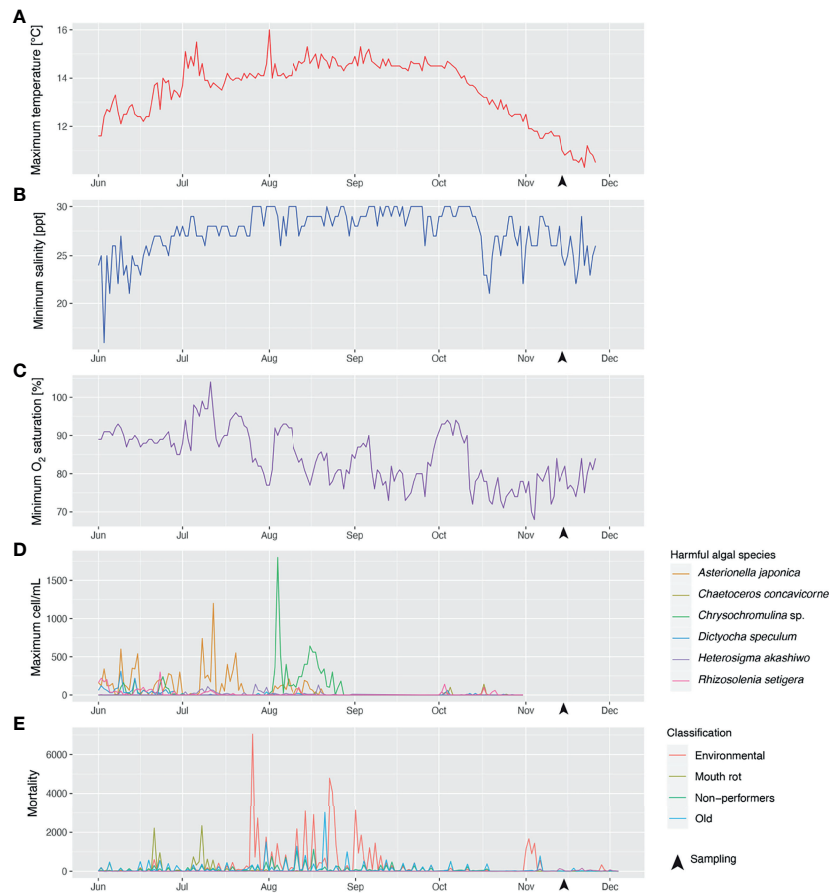 A
Maximum temperature [°C]
16
14
12
Jun Jul Aug Sep Oct Nov Dec
B
Minimum salinity [ppt]
30
25
20
Jun Jul Aug Sep Oct Nov Dec
C
Minimum O2 saturation [%]
100
90
80
70
Jun Jul Aug Sep Oct Nov Dec
D
Maximum cell/mL
1500
1000
500
0
Jun Jul Aug Sep Oct Nov Dec
Harmful algal species
Asterionella japonica
Chaetoceros concavicorne
Chrysochromulina sp.
Dictyocha speculum
Heterosigma akashiwo
Rhizosolenia setigera
E
Mortality
6000
4000
2000
0
Jun Jul Aug Sep Oct Nov Dec
Classification
Environmental
Mouth rot
Non−performers
Old
Sampling